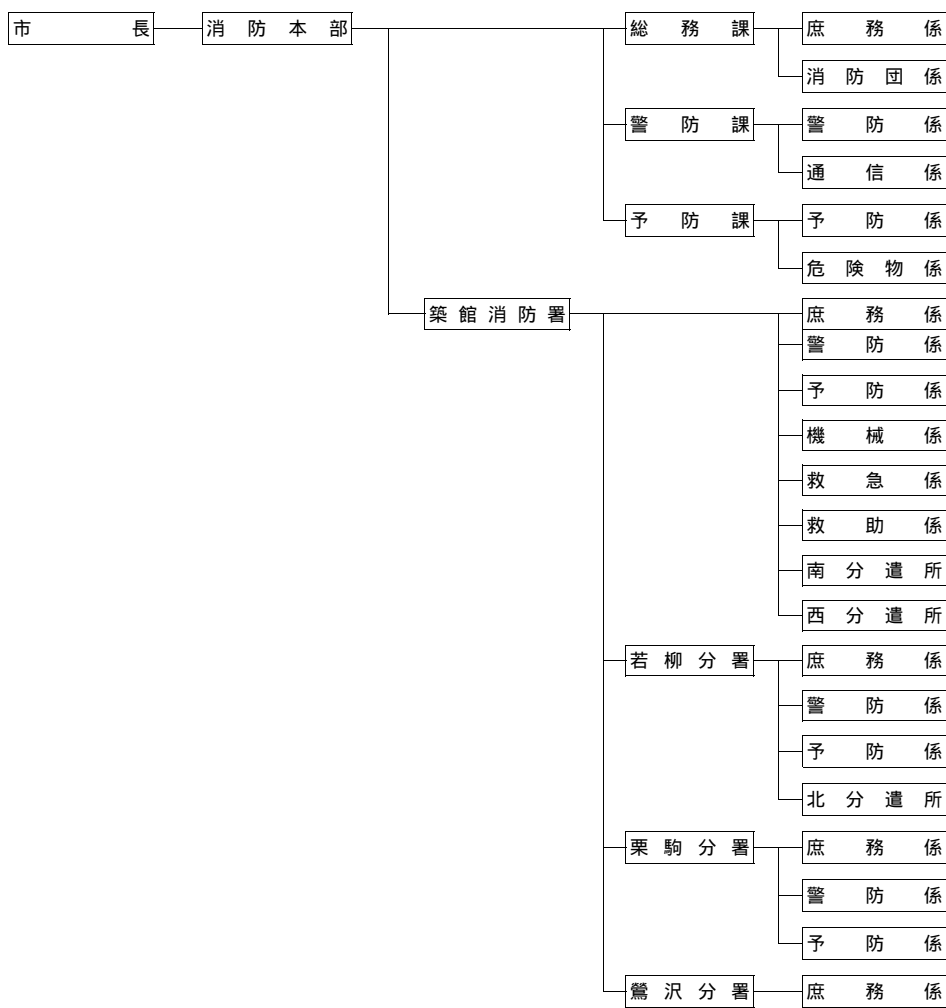 市長 消防本部 総務課 庶務係
消防団係
警防課 警防係
通信係
予防課 予防係
危険物係
築館消防署 庶務係
警防係
予防係
機械係
救急係
救助係
南分遣所
西分遣所
若柳分署 庶務係
警防係
予防係
北分遣所
栗駒分署 庶務係
警防係
予防係
鶯沢分署 庶務係